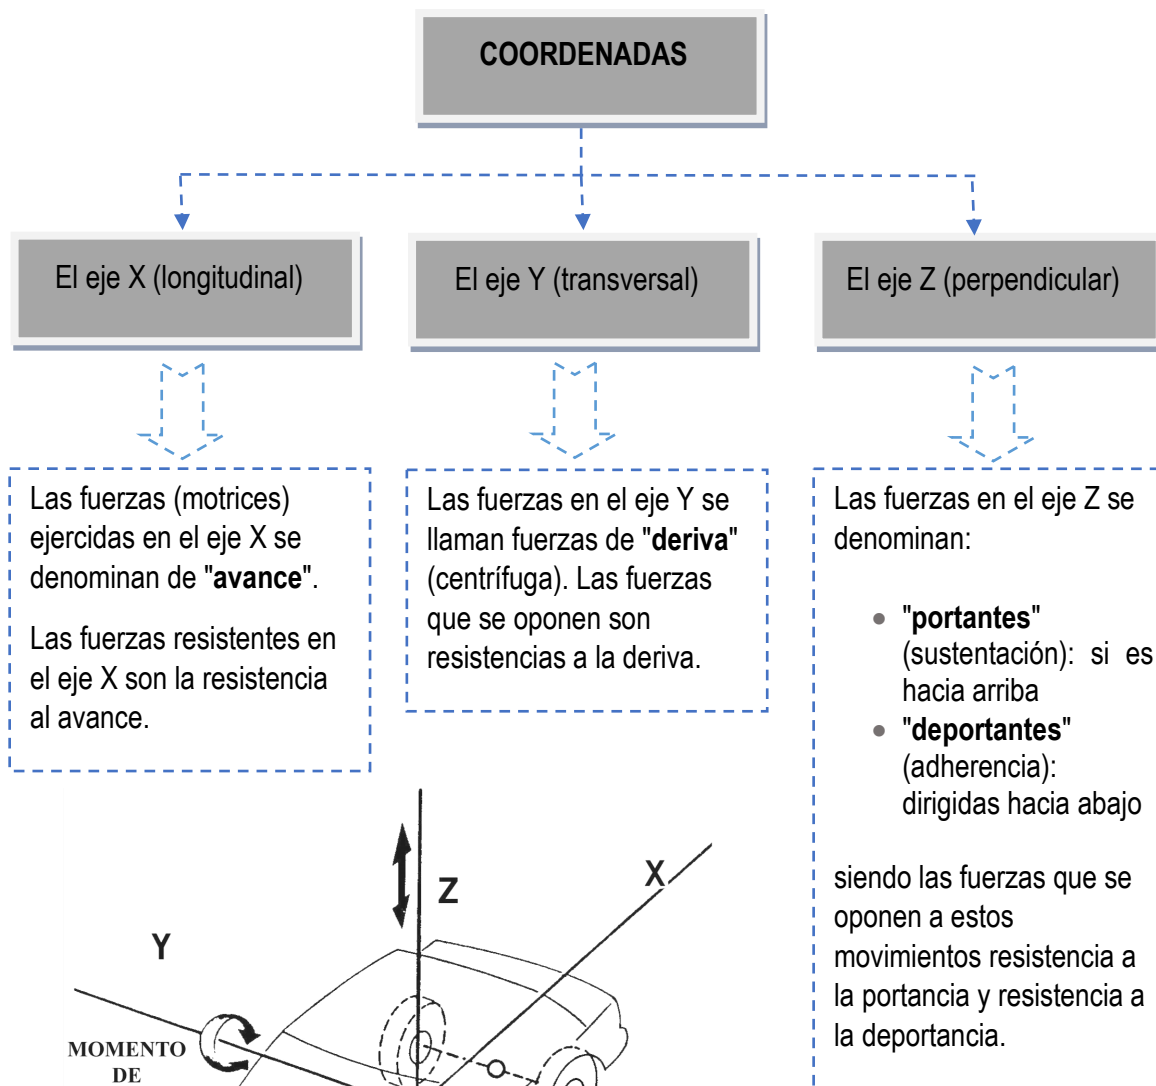 COORDENADAS
El eje X (longitudinal)
El eje Y (transversal)
El eje Z (perpendicular)
Las fuerzas (motrices)
ejercidas en el eje X se
denominan de "avance".
Las fuerzas resistentes en
el eje X son la resistencia
al avance.
Las fuerzas en el eje Y se
llaman fuerzas de "deriva"
(centrífuga). Las fuerzas
que se oponen son
resistencias a la deriva.
Las fuerzas en el eje Z se
denominan:
• "portantes"
(sustentación): si es
hacia arriba
• "deportantes"
(adherencia):
dirigidas hacia abajo
siendo las fuerzas que se
oponen a estos
movimientos resistencia a
la portancia y resistencia a
la deportancia.
Z
X
Y
MOMENTO
DE